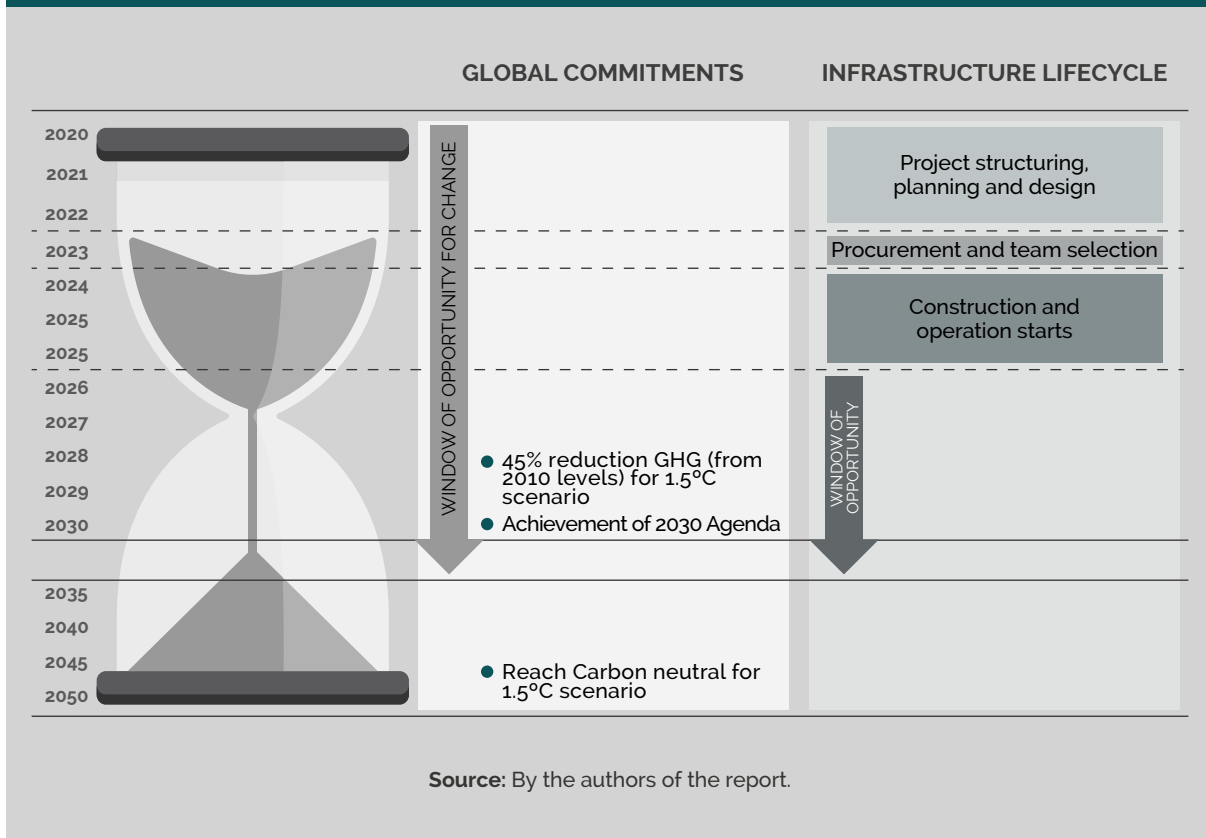 GLOBAL COMMITMENTS
INFRASTRUCTURE LIFECYCLE
2020
2021
2022
2023
2024
2025
2025
2026
2027
2028
2029
2030
2035
2040
2045
2050
WINDOW OF OPPORTUNITY FOR CHANGE
45% reduction GHG (from
2010 levels) for 1.5ºC
scenario
Achievement of 2030 Agenda
Reach Carbon neutral for
1.5ºC scenario
Project structuring,
planning and design
Procurement and team selection
Construction and
operation starts
WINDOW OF
OPPORTUNITY
Source: By the authors of the report.